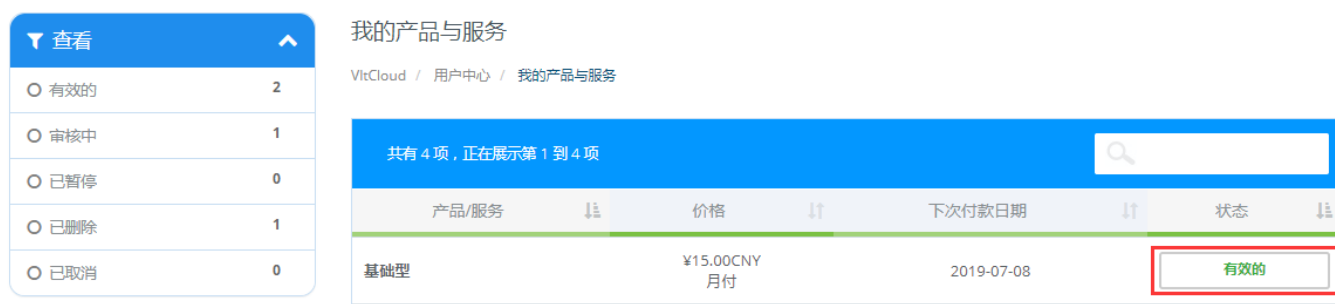 查看
有效的 2
审核中 1
已暂停 0
已删除 1
已取消 0
我的产品与服务
VltCloud / 用户中心 / 我的产品与服务
共有 4 项，正在展示第 1 到 4 项
产品/服务 价格 下次付款日期 状态
基础型 ¥15.00CNY 2019-07-08 有效的
月付